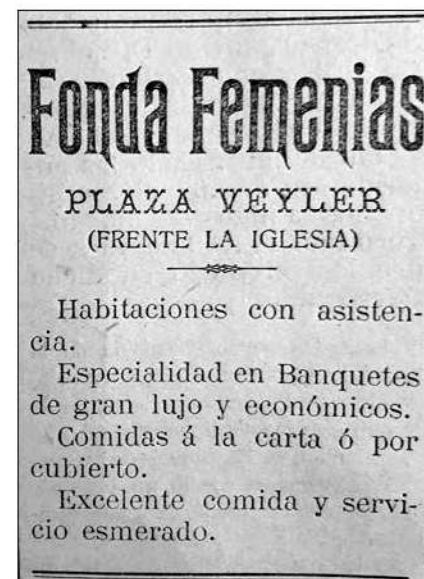 Fonda Femenias
PLAZA VEYLER
(FRENTE LA IGLESIA)
Habitaciones con asisten-
cia.
Especialidad en Banquetes
de gran lujo y económicos.
Comidas á la carta ó por
cubierto.
Excelente comida y servi-
cio esmerado.